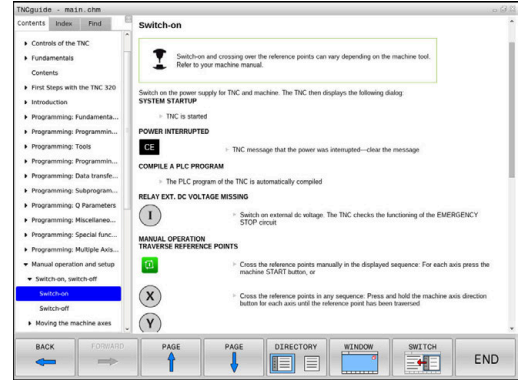 TNCguide - main.chm
Contents Index Find
Controls of the TNC
Fundamentals
Contents
First Steps with the TNC 320
Introduction
Programming: Fundamenta...
Programming: Programmin...
Programming: Tools
Programming: Programmin...
Programming: Data transfe...
Programming: Subprogram...
Programming: Q Parameters
Programming: Miscellaneo...
Programming: Special func...
Programming: Multiple Axis...
Manual operation and setup
Switch-on, switch-off
Switch-on
Switch-off
Moving the machine axes
Switch-on
Switch-on and crossing over the reference points can vary depending on the machine tool.
Refer to your machine manual.
Switch on the power supply for TNC and machine. The TNC then displays the following dialog:
SYSTEM STARTUP
TNC is started
POWER INTERRUPTED
CE
TNC message that the power was interrupted—clear the message
COMPILE A PLC PROGRAM
The PLC program of the TNC is automatically compiled
RELAY EXT. DC VOLTAGE MISSING
I
Switch on external dc voltage. The TNC checks the functioning of the EMERGENCY
STOP circuit
MANUAL OPERATION
TRAVERSE REFERENCE POINTS
Cross the reference points manually in the displayed sequence: For each axis press the
machine START button, or
X
Cross the reference points in any sequence: Press and hold the machine axis direction
button for each axis until the reference point has been traversed
Y
BACK
FORWARD
PAGE
PAGE
DIRECTORY
WINDOW
SWITCH
END